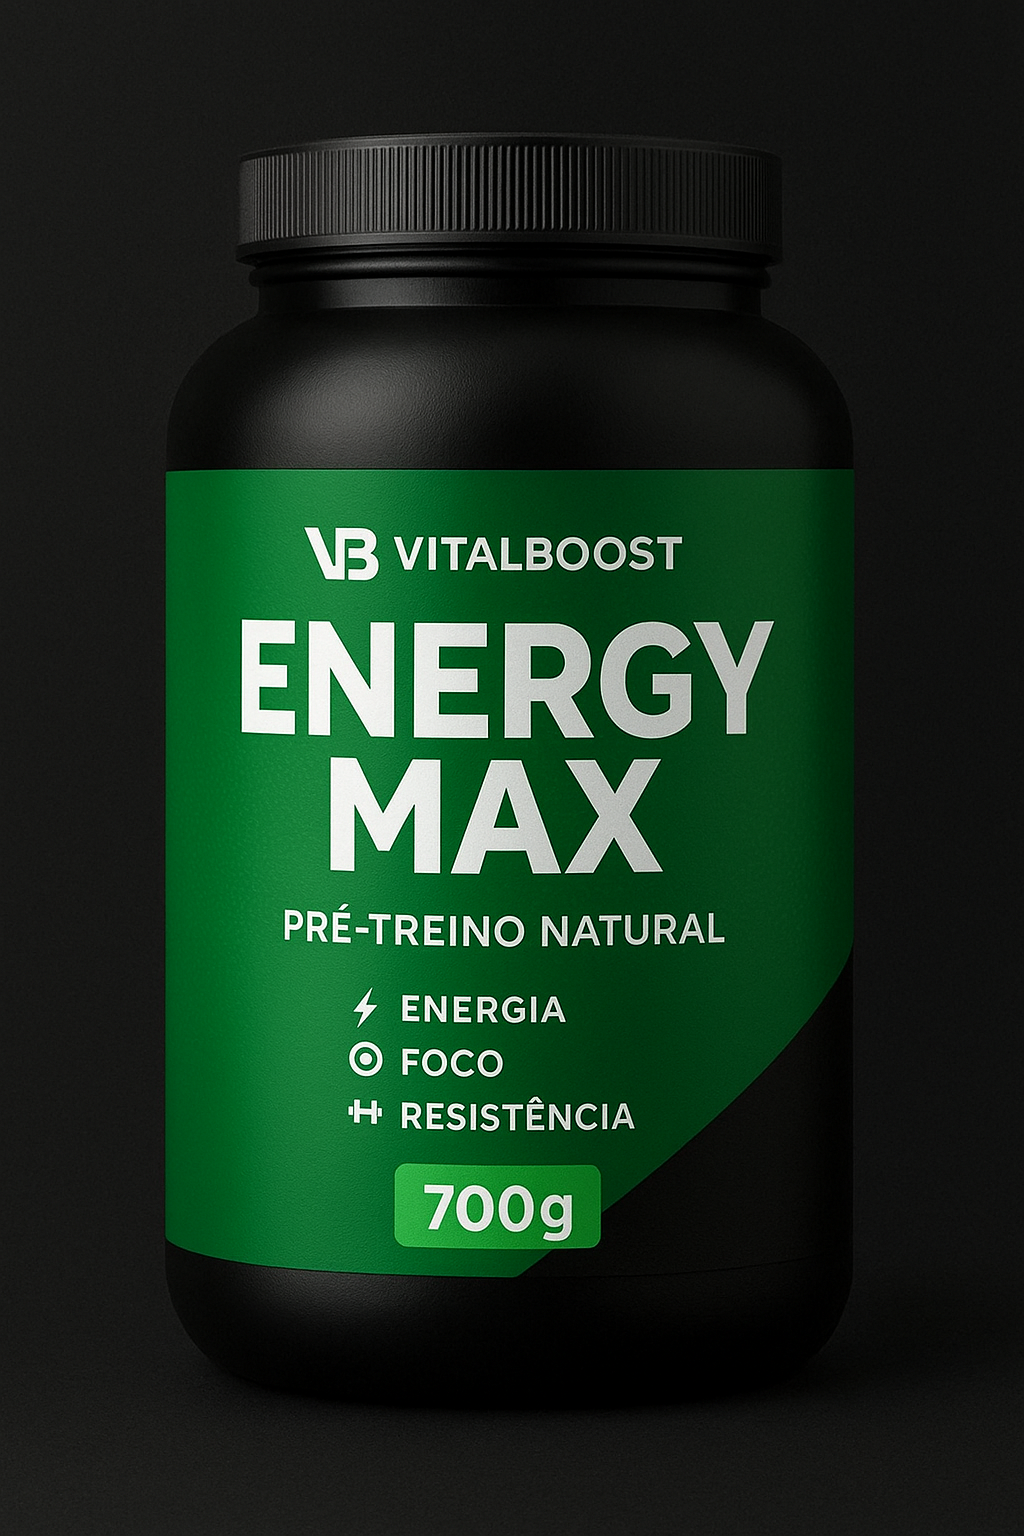 VB VITALBOOST
ENERGY
MAX
PRÉ-TREINO NATURAL
ENERGIA
FOCO
RESISTÊNCIA
700g